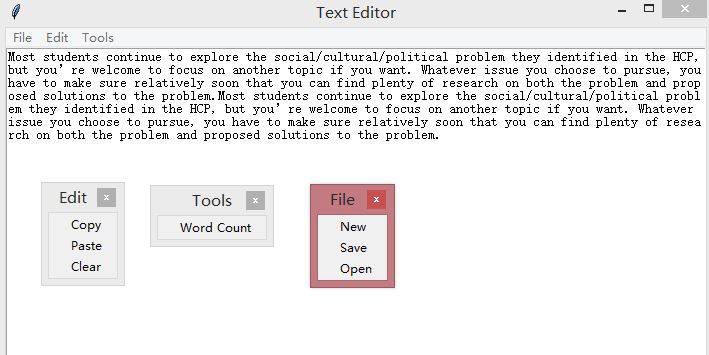 Text Editor
File Edit Tools
Most students continue to explore the social/cultural/political problem they identified in the HCP,
but you’re welcome to focus on another topic if you want. Whatever issue you choose to pursue, you
have to make sure relatively soon that you can find plenty of research on both the problem and prop
osed solutions to the problem.Most students continue to explore the social/cultural/political probl
em they identified in the HCP, but you’re welcome to focus on another topic if you want. Whatever
issue you choose to pursue, you have to make sure relatively soon that you can find plenty of resea
rch on both the problem and proposed solutions to the problem.
Edit x
Copy
Paste
Clear
Tools x
Word Count
File x
New
Save
Open